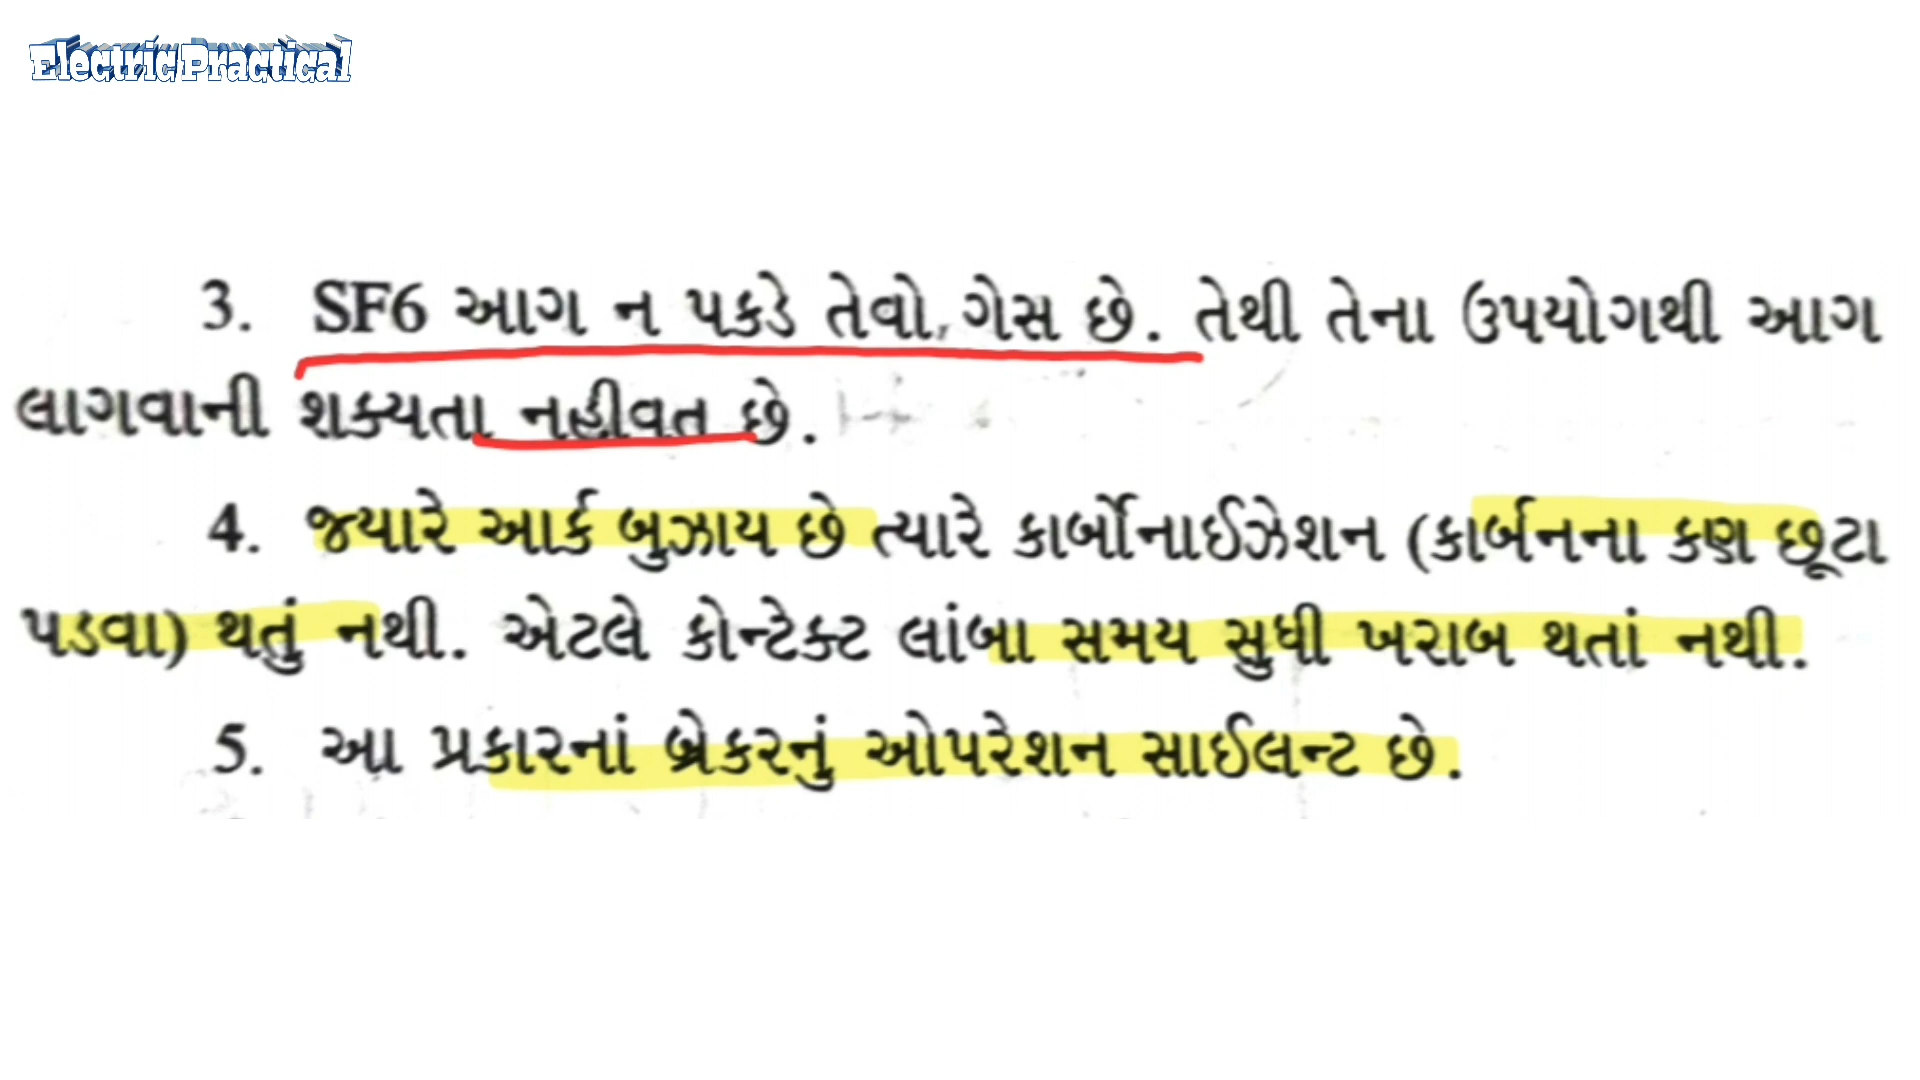 Electric Practical
3. SF6 આગ ન પકડે તેવો ગેસ છે. તેથી તેના ઉપયોગથી આગ
લાગવાની શક્યતા નહીવત છે.
4. જ્યારે આર્ક બુઝાય છે ત્યારે કાર્બોનાઈઝેશન (કાર્બનના કણ છૂટા
પડવા) થતું નથી. એટલે કોન્ટેક્ટ લાંબા સમય સુધી ખરાબ થતાં નથી.
5. આ પ્રકારનાં બ્રેકરનું ઓપરેશન સાઈલન્ટ છે.